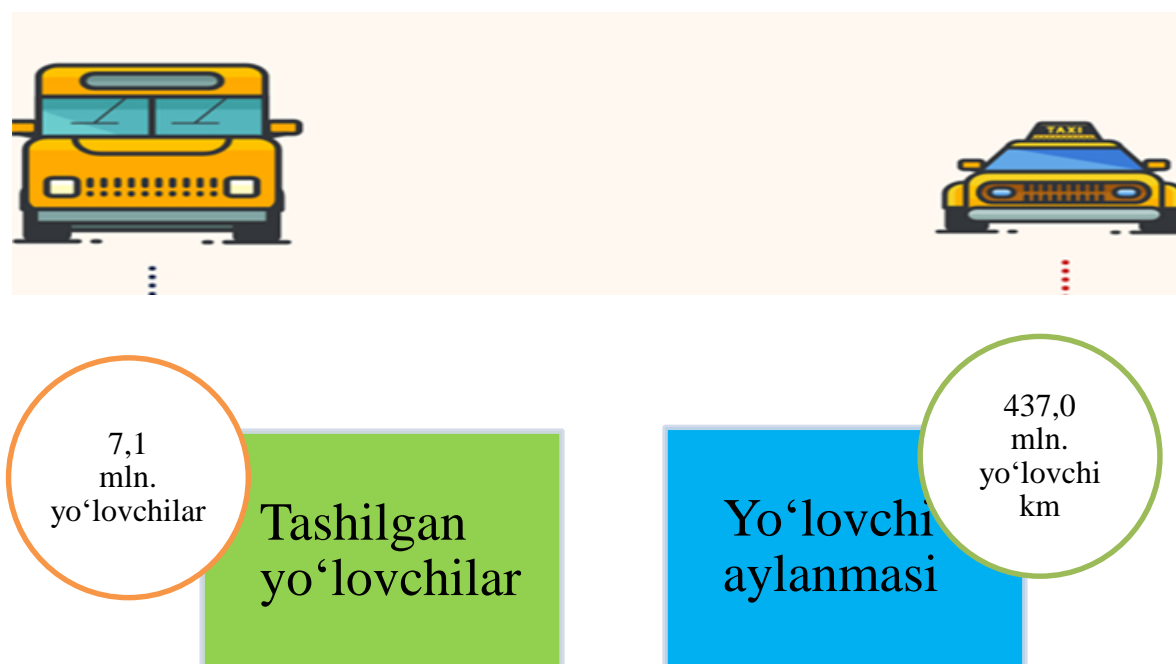 TAXI
7,1
mln.
yo‘lovchilar
Tashilgan
yo‘lovchilar
437,0
mln.
yo‘lovchi
km
Yo‘lovchi
aylanmasi